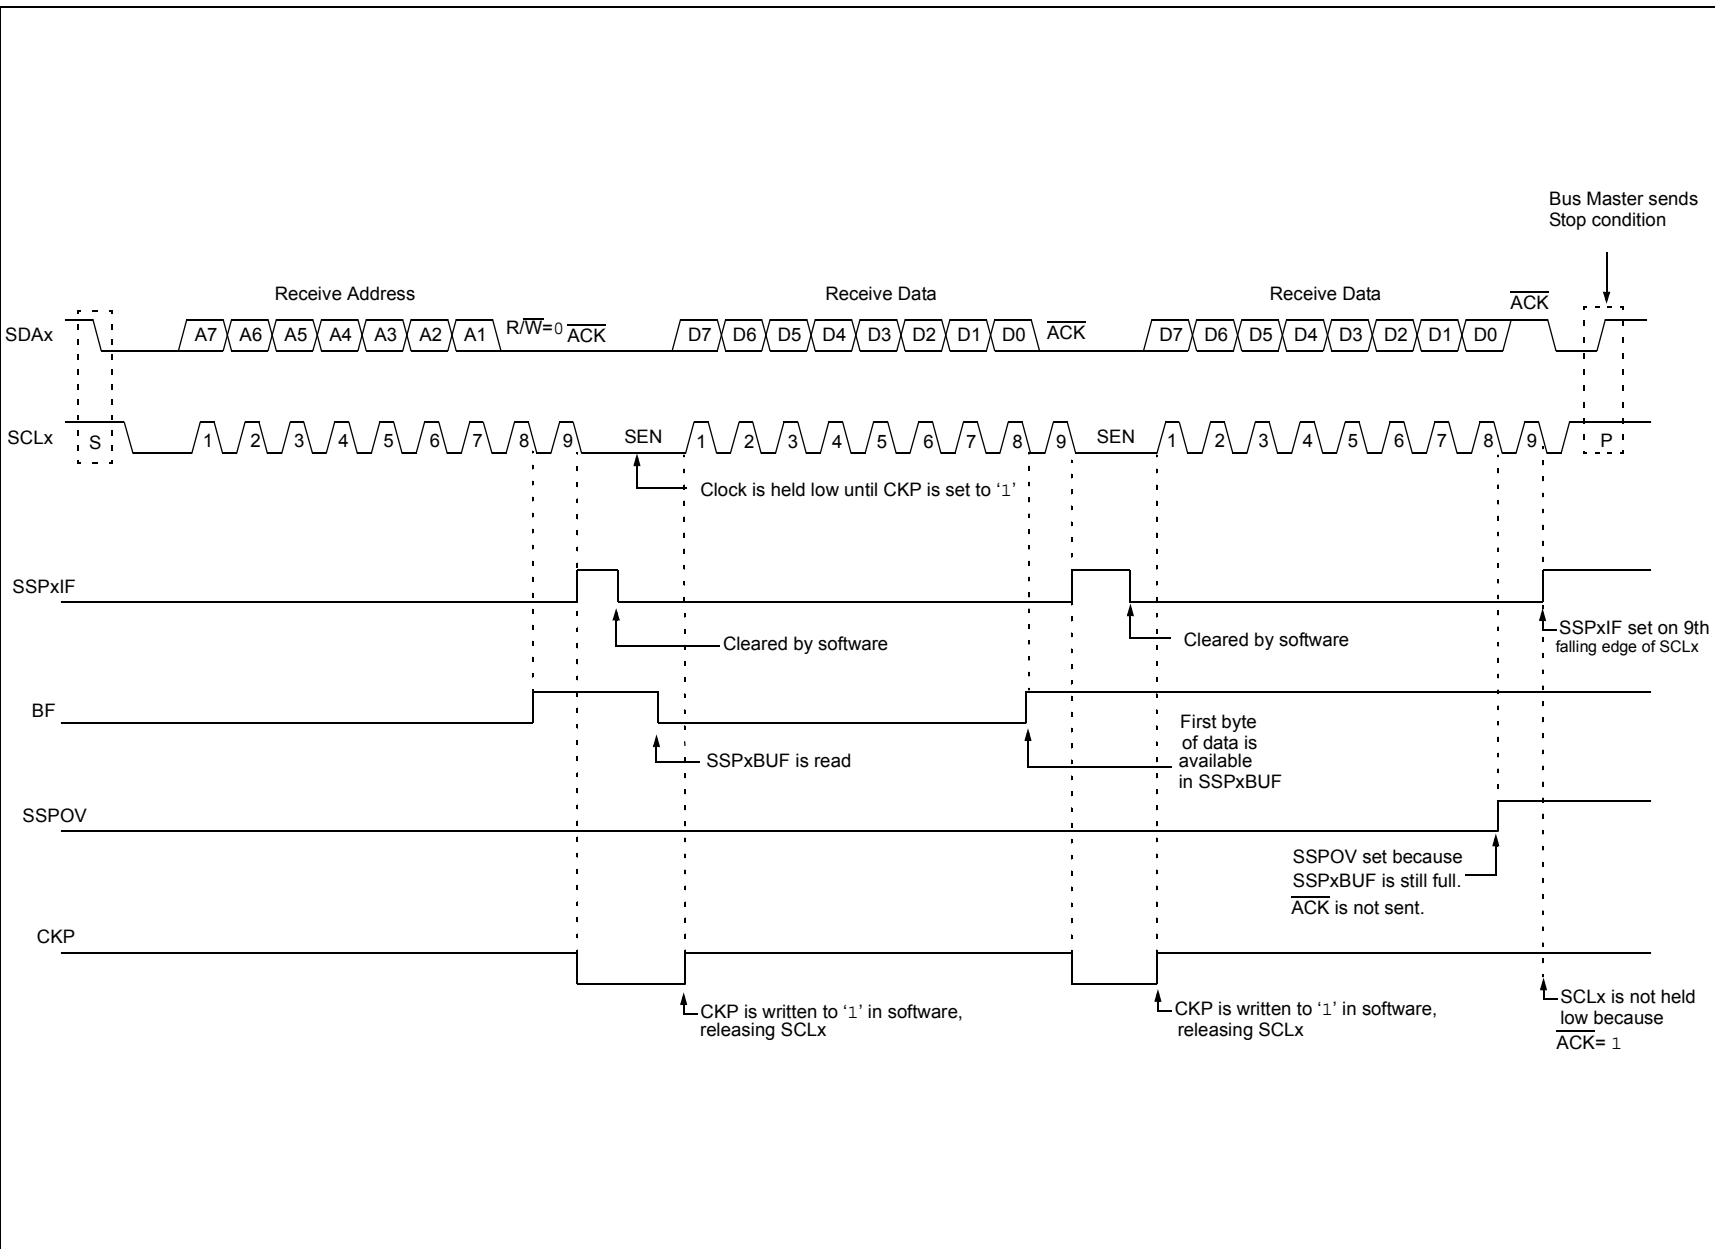 Bus Master sends
Stop condition
Receive Address
Receive Data
Receive Data
ACK
SDAx
A7 A6 A5 A4 A3 A2 A1 R/W=0 ACK
D7 D6 D5 D4 D3 D2 D1 D0 ACK
D7 D6 D5 D4 D3 D2 D1 D0
SCLx
S 1 2 3 4 5 6 7 8 9 SEN 1 2 3 4 5 6 7 8 9 SEN 1 2 3 4 5 6 7 8 9 P
Clock is held low until CKP is set to ‘1’
SSPxIF
Cleared by software
Cleared by software
SSPxIF set on 9th
falling edge of SCLx
BF
SSPxBUF is read
First byte
of data is
available
in SSPxBUF
SSPOV
SSPOV set because
SSPxBUF is still full.
ACK is not sent.
CKP
CKP is written to ‘1’ in software,
releasing SCLx
CKP is written to ‘1’ in software,
releasing SCLx
SCLx is not held
low because
ACK= 1